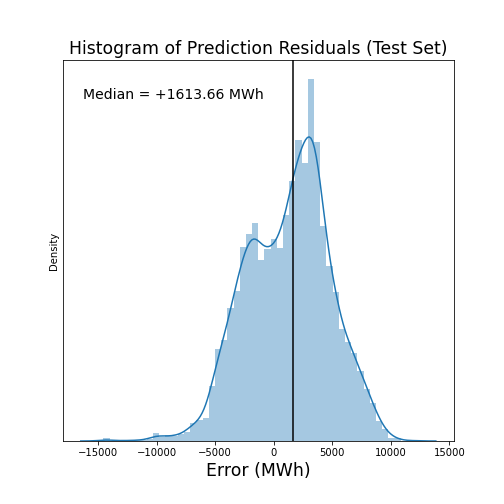 Histogram of Prediction Residuals (Test Set)
Median = +1613.66 MWh
Density
−15000 −10000 −5000 0 5000 10000 15000
Error (MWh)